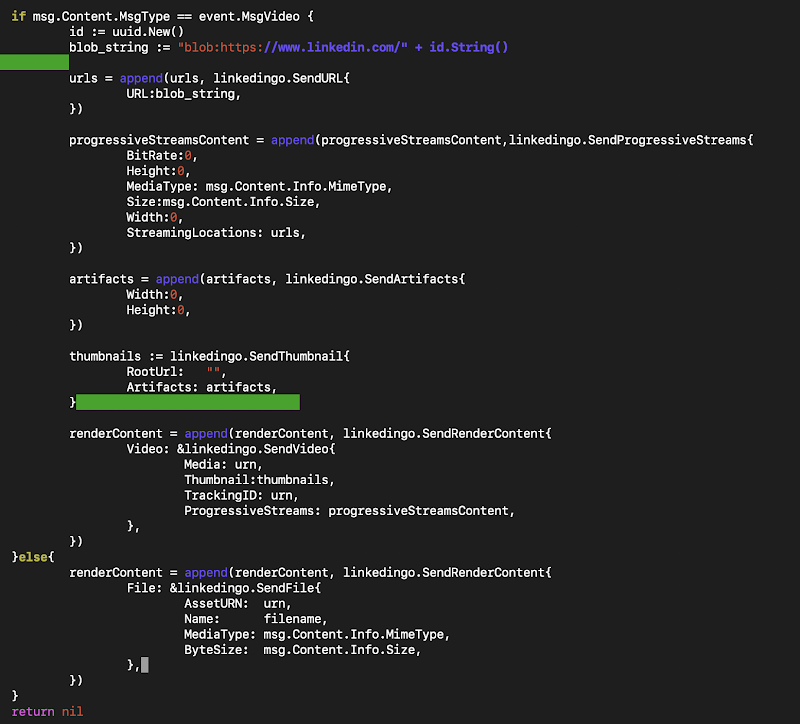 if msg.Content.MsgType == event.MsgVideo {
        id := uuid.New()
        blob_string := "blob:https://www.linkedin.com/" + id.String()

        urls = append(urls, linkedingo.SendURL{
                URL:blob_string,
        })

        progressiveStreamsContent = append(progressiveStreamsContent,linkedingo.SendProgressiveStreams{
                BitRate:0,
                Height:0,
                MediaType: msg.Content.Info.MimeType,
                Size:msg.Content.Info.Size,
                Width:0,
                StreamingLocations: urls,
        })

        artifacts = append(artifacts, linkedingo.SendArtifacts{
                Width:0,
                Height:0,
        })

        thumbnails := linkedingo.SendThumbnail{
                RootUrl:   "",
                Artifacts: artifacts,
        }

        renderContent = append(renderContent, linkedingo.SendRenderContent{
                Video: &linkedingo.SendVideo{
                        Media: urn,
                        Thumbnail:thumbnails,
                        TrackingID: urn,
                        ProgressiveStreams: progressiveStreamsContent,
                },
        })
}else{
        renderContent = append(renderContent, linkedingo.SendRenderContent{
                File: &linkedingo.SendFile{
                        AssetURN:  urn,
                        Name:      filename,
                        MediaType: msg.Content.Info.MimeType,
                        ByteSize:  msg.Content.Info.Size,
                },
        })
}
return nil